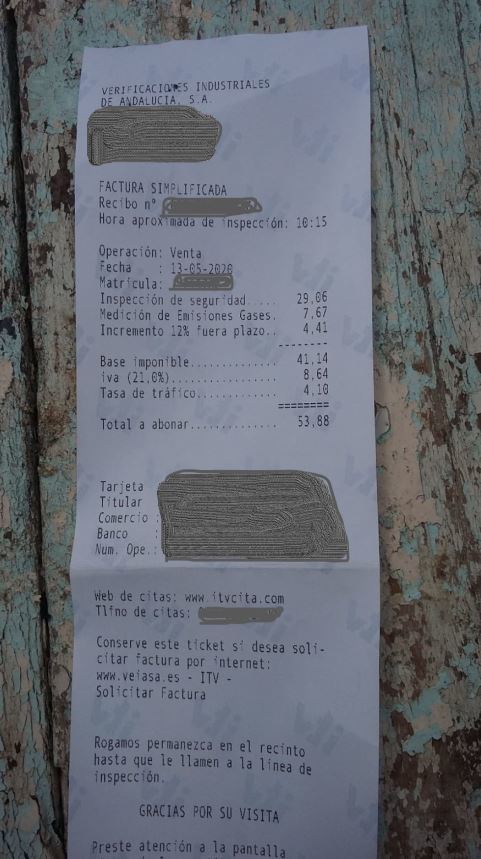 VERIFICACIONES INDUSTRIALES
DE ANDALUCIA, S.A.
FACTURA SIMPLIFICADA
Recibo nº
Hora aproximada de inspección: 10:15
Operación: Venta
Fecha : 13-05-2020
Matricula:
Inspección de seguridad..... 29,06
Medición de Emisiones Gases. 7,67
Incremento 12% fuera plazo.. 4,41
--------
Base imponible.............. 41,14
iva (21.0%)................. 8,64
Tasa de tráfico............. 4,10
========
Total a abonar.............. 53,88
Tarjeta
Titular
Comercio :
Banco :
Num. Ope.:
Web de citas: www.itvcita.com
Tlfno de citas:
Conserve este ticket si desea soli-
citar factura por internet:
www.veiasa.es - ITV -
Solicitar Factura
Rogamos permanezca en el recinto
hasta que le llamen a la línea de
inspección.
GRACIAS POR SU VISITA
Preste atención a la pantalla